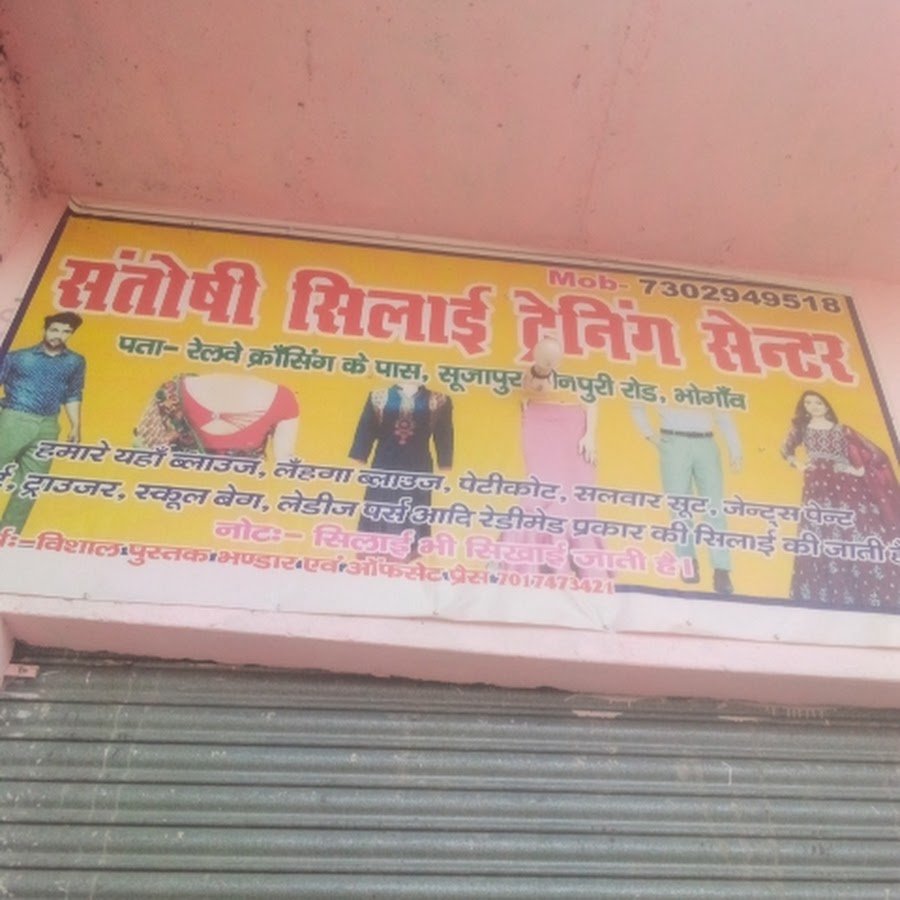 Mob- 7302949518
संतोषी सिलाई ट्रेनिंग सेन्टर
पता- रेलवे क्रॉसिंग के पास, सूजापुर नपुरी रोड, भोगाँव
हमारे यहाँ ब्लाउज, लँहगा ब्लाउज, पेटीकोट, सलवार सूट, जेन्ट्स पेन्ट
ट्राउजर, स्कूल बेग, लेडीज पर्स आदि रेडीमेड प्रकार की सिलाई की जाती है
नोटः- सिलाई भी सिखाई जाती है।
विशाल पुस्तक भण्डार एवं ऑफसेट प्रेस 7017473421